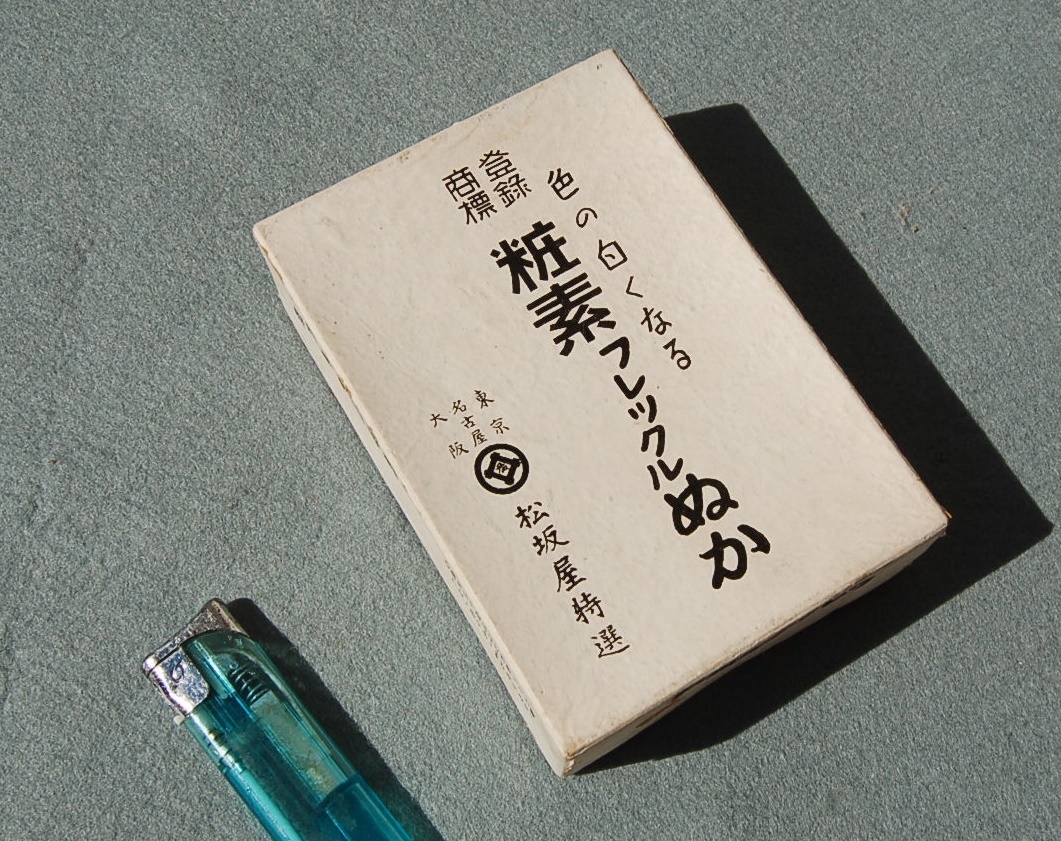 色の白くなる
登録
商標
粧素フレックルぬか
東京
名古屋
大阪
松坂屋特選